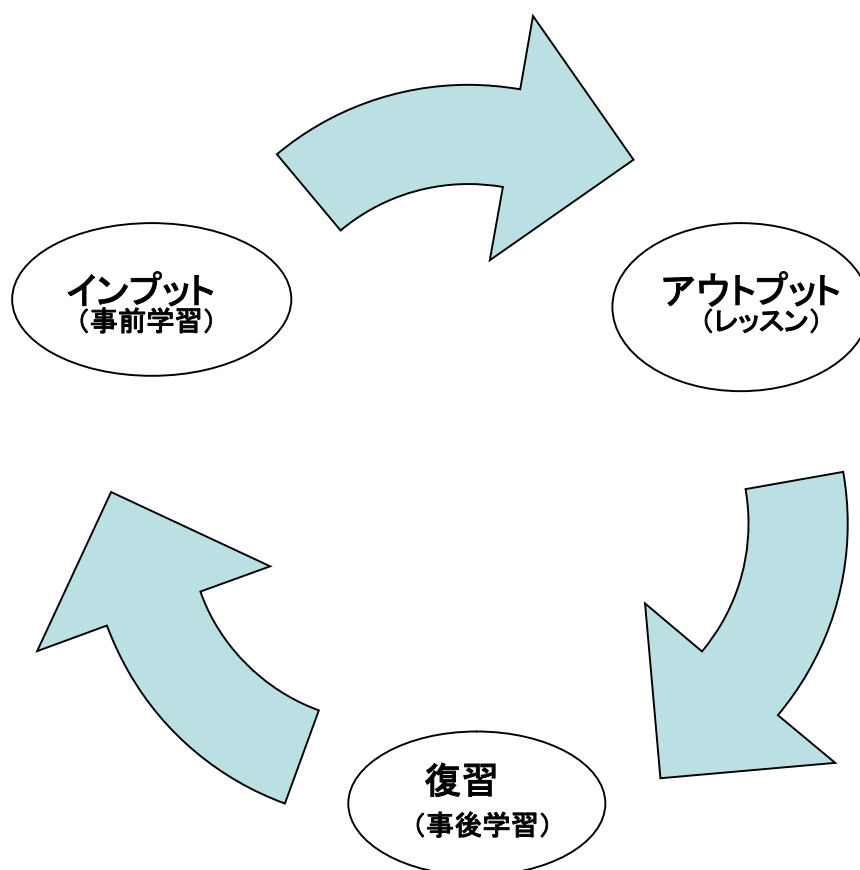 インプット
（事前学習）
アウトプット
（レッスン）
復習
（事後学習）